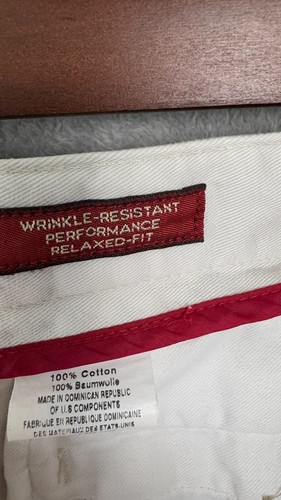 WRINKLE-RESISTANT
PERFORMANCE
RELAXED-FIT
100% Cotton
100% Baumwolle
MADE IN DOMINICAN REPUBLIC
OF U.S COMPONENTS
FABRIQUE EN REPUBLIQUE DOMINICAINE
DES MATERIAUX DES ETATS-UNIS